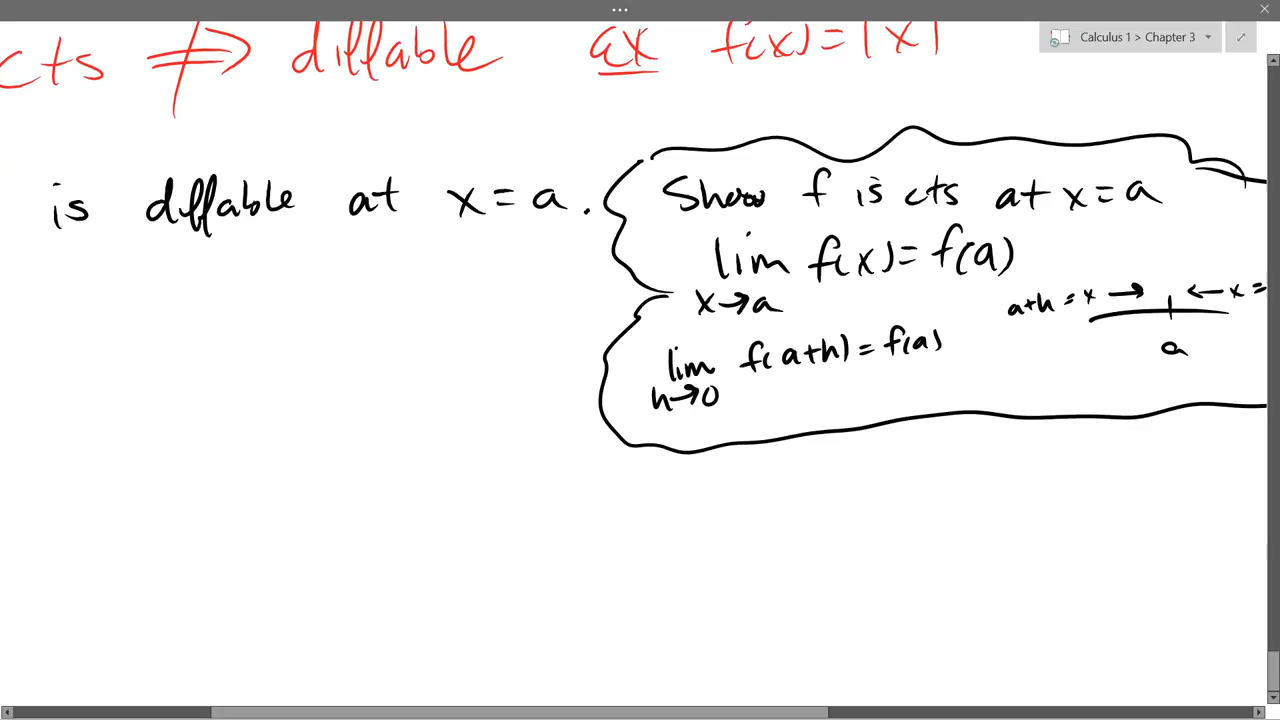 ...
Calculus 1 > Chapter 3
cts ⇏ diffable ex f(x)=|x|
is diffable at x=a.
Show f is cts at x=a
lim f(x)=f(a)
x→a
a+h=x → ← x=
a
lim f(a+h)=f(a)
h→0